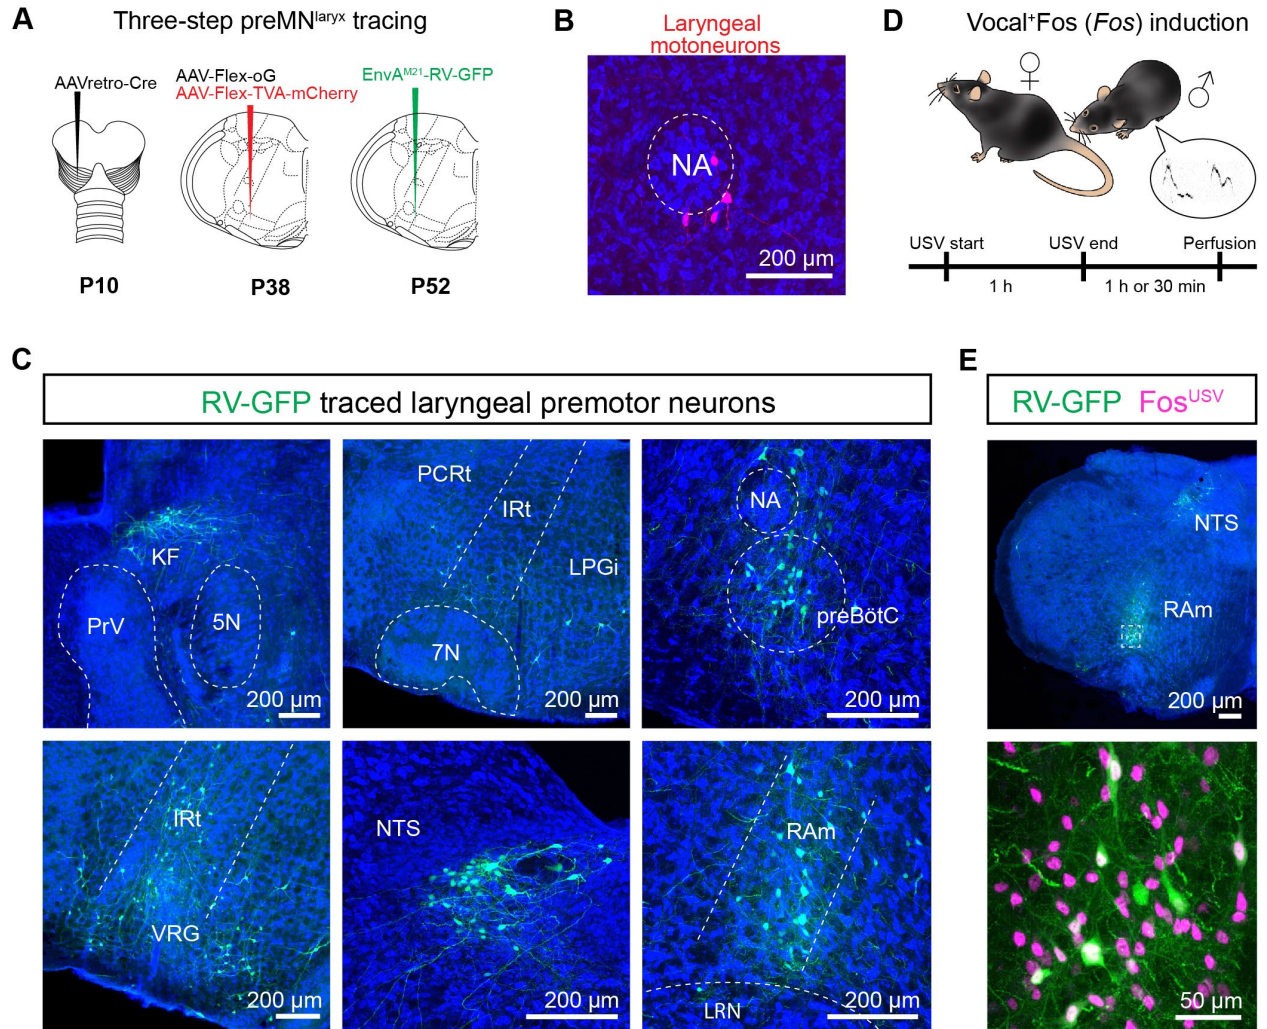 A
Three-step preMNlaryx tracing
AAVretro-Cre
AAV-Flex-oG
AAV-Flex-TVA-mCherry
EnvAM21-RV-GFP
P10
P38
P52
B
Laryngeal
motoneurons
NA
200 µm
D
Vocal+Fos (Fos) induction
♀
♂
USV start
USV end
Perfusion
1 h
1 h or 30 min
C
RV-GFP traced laryngeal premotor neurons
KF
PrV
5N
200 µm
PCRt
IRt
LPGi
7N
200 µm
NA
preBötC
200 µm
IRt
VRG
200 µm
NTS
200 µm
RAm
LRN
200 µm
E
RV-GFP FosUSV
NTS
RAm
200 µm
50 µm